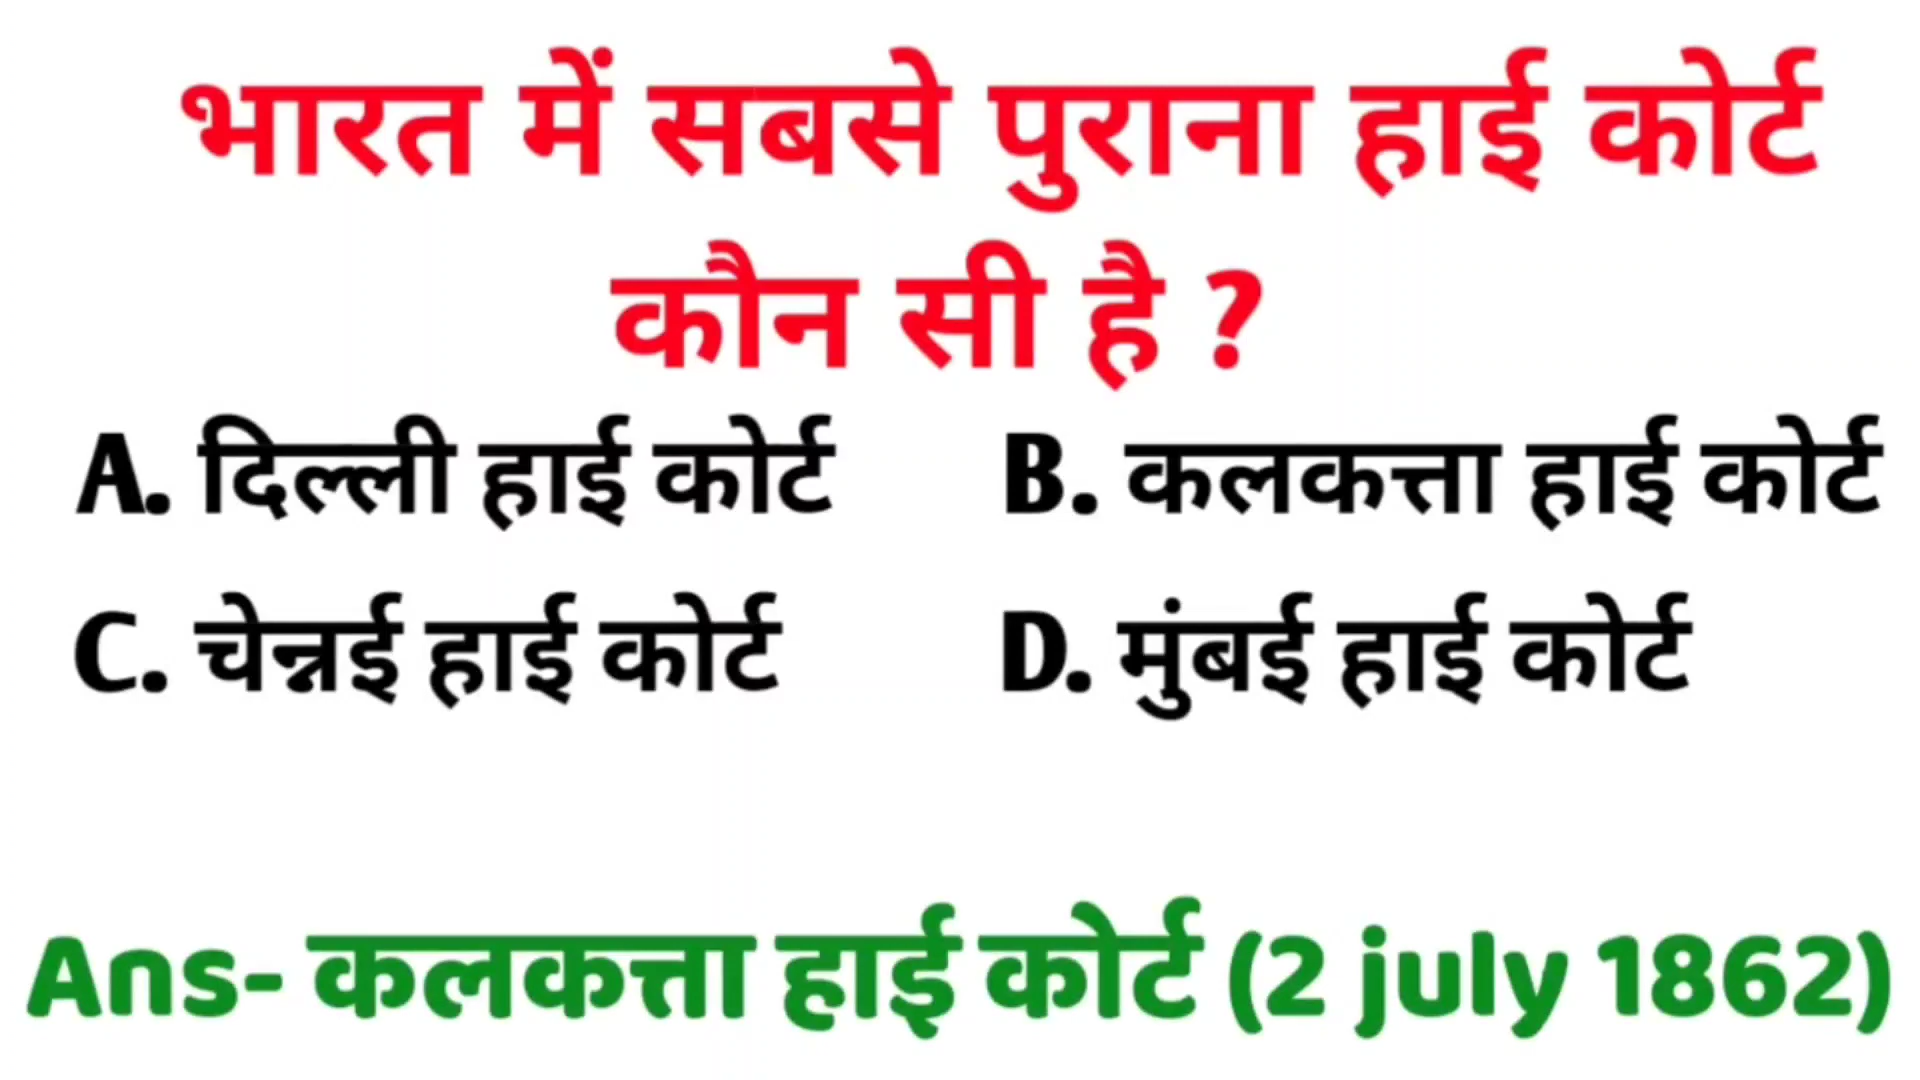 भारत में सबसे पुराना हाई कोर्ट
कौन सी है ?
A. दिल्ली हाई कोर्ट B. कलकत्ता हाई कोर्ट
C. चेन्नई हाई कोर्ट D. मुंबई हाई कोर्ट
Ans- कलकत्ता हाई कोर्ट (2 july 1862)